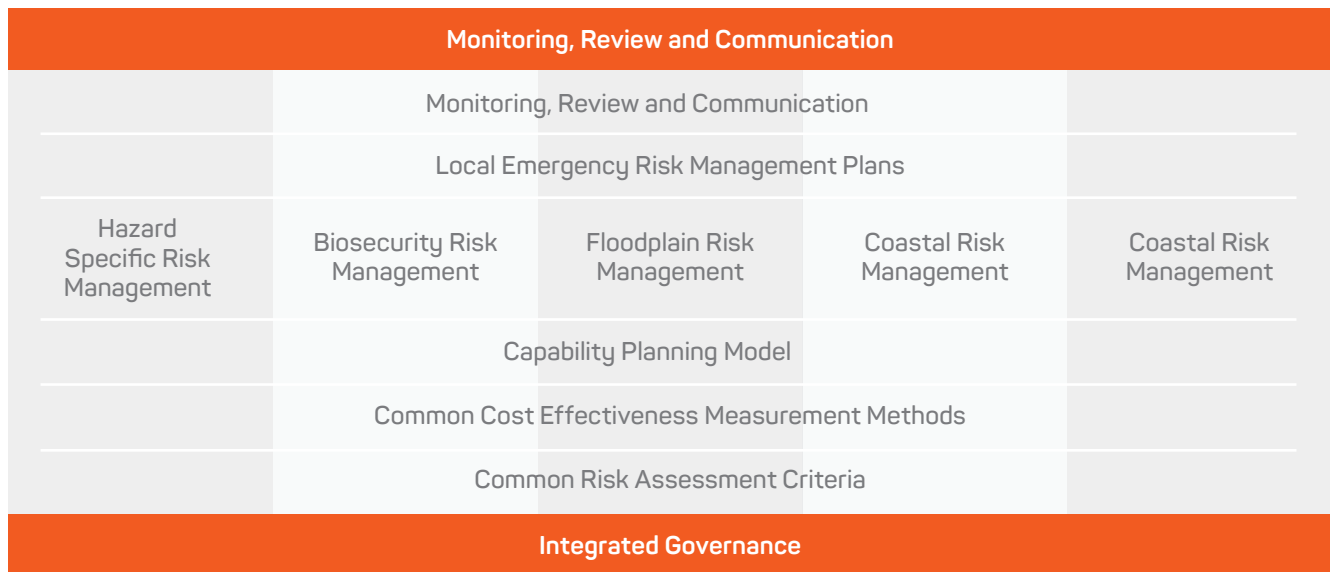 Monitoring, Review and Communication
Monitoring, Review and Communication
Local Emergency Risk Management Plans
Hazard
Specific Risk
Management
Biosecurity Risk
Management
Floodplain Risk
Management
Coastal Risk
Management
Coastal Risk
Management
Capability Planning Model
Common Cost Effectiveness Measurement Methods
Common Risk Assessment Criteria
Integrated Governance